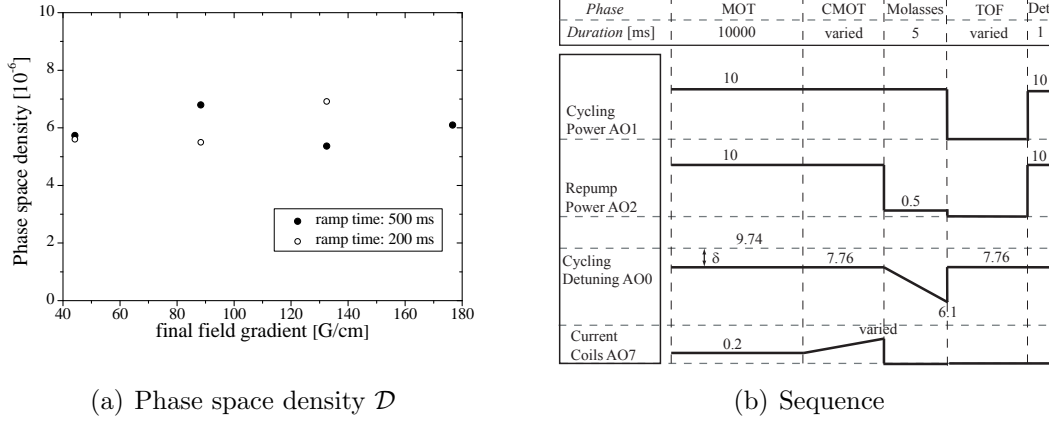 10
8
6
4
2
0
Phase space density [10⁻⁶]
ramp time: 500 ms
ramp time: 200 ms
40 60 80 100 120 140 160 180
final field gradient [G/cm]
(a) Phase space density 𝒟
Phase MOT CMOT Molasses TOF Det
Duration [ms] 10000 varied 5 varied 1
10 10
Cycling
Power AO1
10 10
Repump
Power AO2
0.5
9.74
Cycling
Detuning AO0
δ 7.76 7.76
6.1
varied
Current
Coils AO7
0.2
(b) Sequence